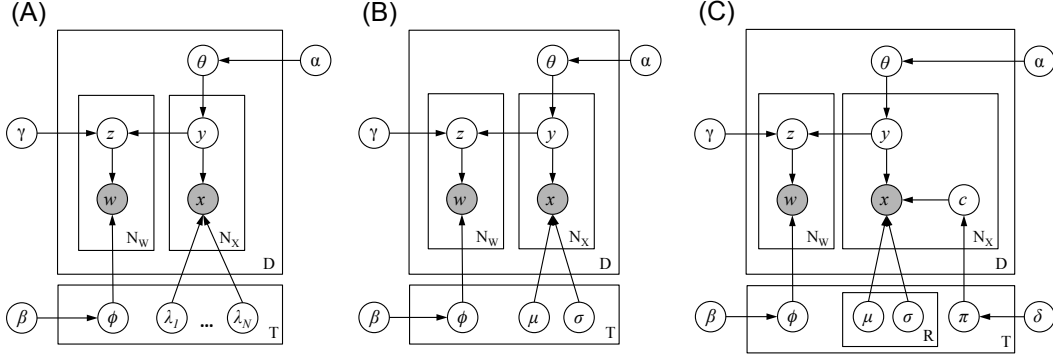 (A) (B) (C)
θ α θ α θ α
γ z y γ z y γ z y
w x w x w x c
N_W N_X N_W N_X N_W N_X
D D D
β ϕ λ_1 ... λ_N T β ϕ μ σ T β ϕ μ σ R π T δ